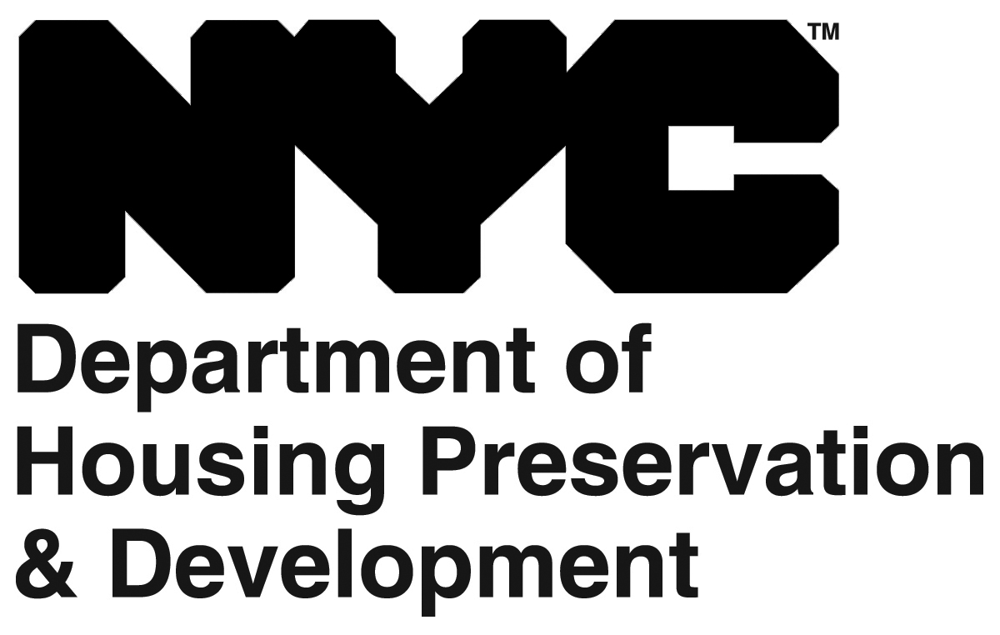 NYC™
Department of
Housing Preservation
& Development